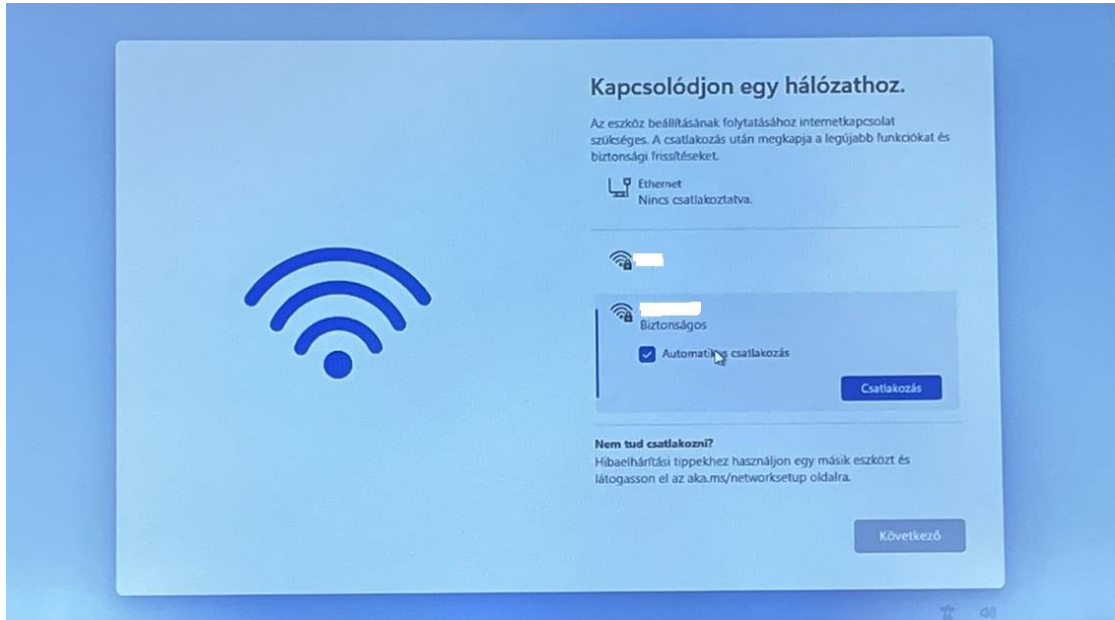 Kapcsolódjon egy hálózathoz.
Az eszköz beállításának folytatásához internetkapcsolat
szükséges. A csatlakozás után megkapja a legújabb funkciókat és
biztonsági frissítéseket.
Ethernet
Nincs csatlakoztatva.
Biztonságos
Automatikus csatlakozás
Csatlakozás
Nem tud csatlakozni?
Hibaelhárítási tippekhez használjon egy másik eszközt és
látogasson el az aka.ms/networksetup oldalra.
Következő